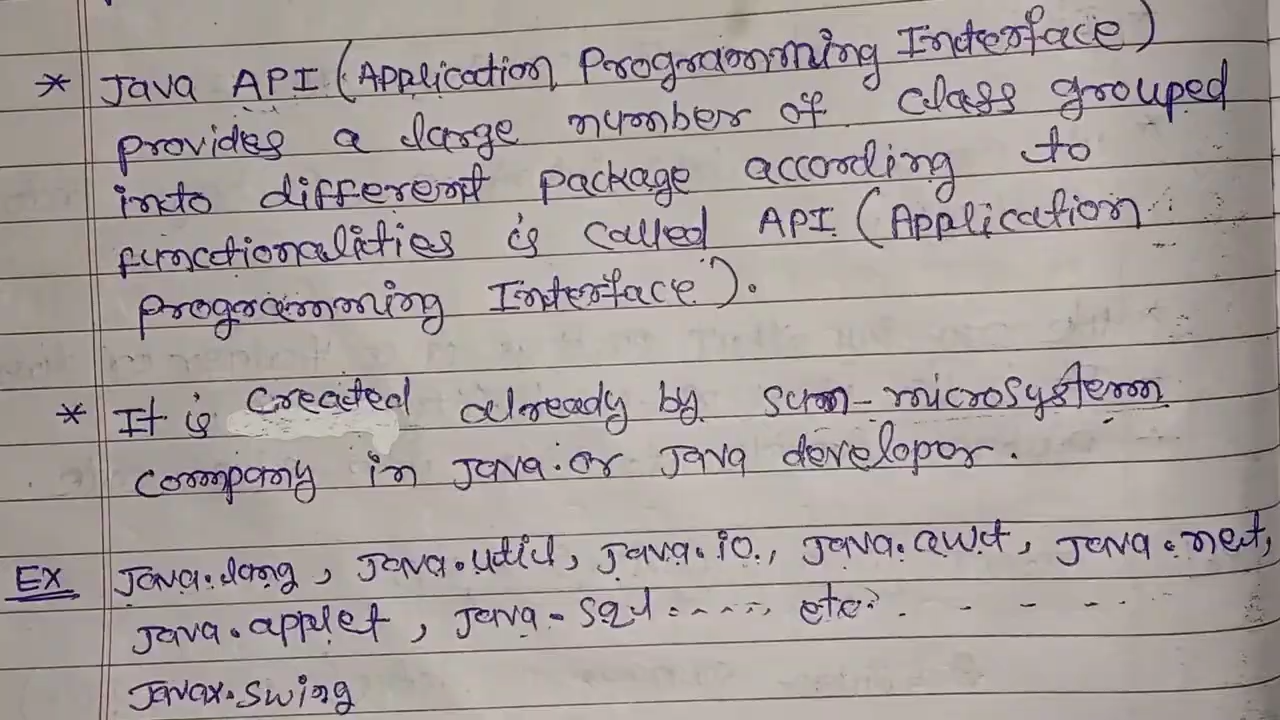 * Java API (Application Programming Interface)
provides a large number of class grouped
into different package according to
functionalities is called API (Application
Programming Interface).
* It is created already by sun-microsystem
company in Java or Java developer.
EX Java.lang, Java.util, Java.io., Java.awt, Java.net,
Java.applet, Java.sql ..... etc. - - - -
Javax.swing